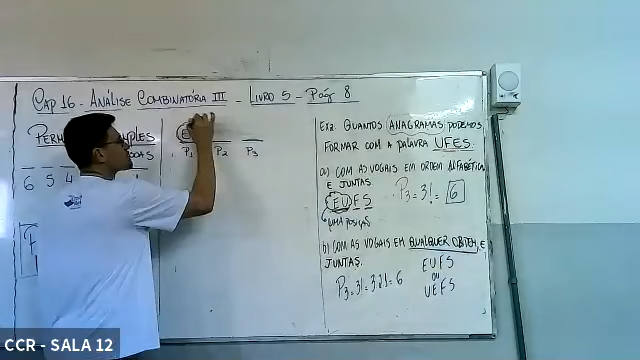 CAP 16 - ANÁLISE COMBINATÓRIA III - LIVRO 5 - PÁG 8
6 5 4
P1 P2 P3
Ex: QUANTOS ANAGRAMAS PODEMOS
FORMAR COM A PALAVRA UFES.
a) COM AS VOGAIS EM ORDEM ALFABÉTICA
E JUNTAS. P3 = 3! = 6
EU F S
UMA POSIÇÃO
b) COM AS VOGAIS EM QUALQUER ORDEM, E
JUNTAS.
EUFS
OU
UEFS
P3 = 3! = 3.2.1 = 6
CCR - SALA 12